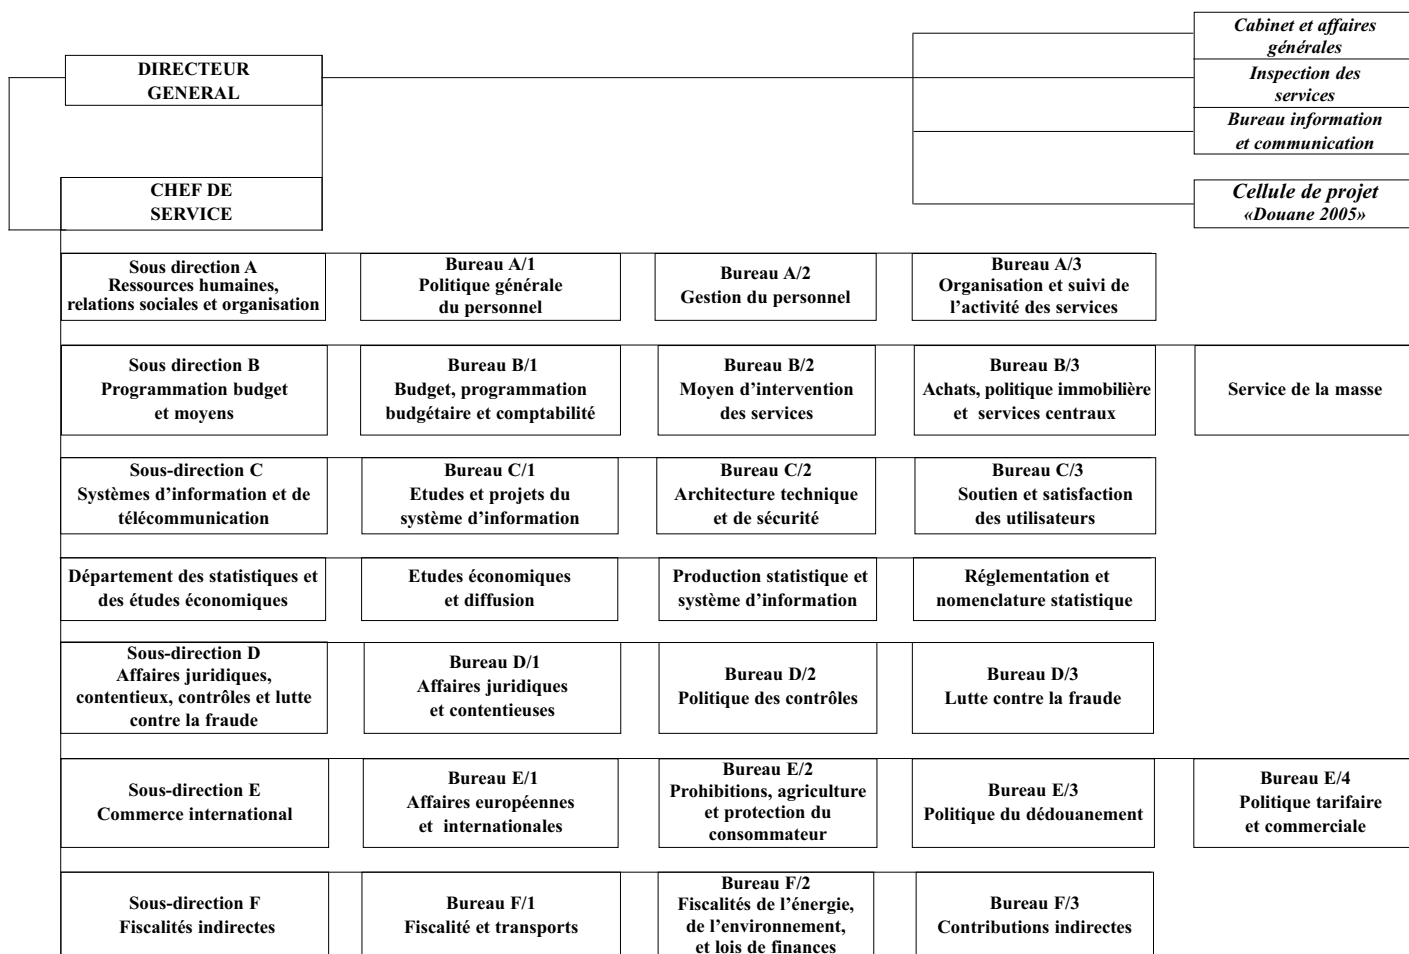 Cabinet et affaires
générales
DIRECTEUR
GENERAL
Inspection des
services
Bureau information
et communication
CHEF DE
SERVICE
Cellule de projet
«Douane 2005»
Sous direction A
Ressources humaines,
relations sociales et organisation
Bureau A/1
Politique générale
du personnel
Bureau A/2
Gestion du personnel
Bureau A/3
Organisation et suivi de
l’activité des services
Sous direction B
Programmation budget
et moyens
Bureau B/1
Budget, programmation
budgétaire et comptabilité
Bureau B/2
Moyen d’intervention
des services
Bureau B/3
Achats, politique immobilière
et services centraux
Service de la masse
Sous-direction C
Systèmes d’information et de
télécommunication
Bureau C/1
Etudes et projets du
système d’information
Bureau C/2
Architecture technique
et de sécurité
Bureau C/3
Soutien et satisfaction
des utilisateurs
Département des statistiques et
des études économiques
Etudes économiques
et diffusion
Production statistique et
système d’information
Réglementation et
nomenclature statistique
Sous-direction D
Affaires juridiques,
contentieux, contrôles et lutte
contre la fraude
Bureau D/1
Affaires juridiques
et contentieuses
Bureau D/2
Politique des contrôles
Bureau D/3
Lutte contre la fraude
Sous-direction E
Commerce international
Bureau E/1
Affaires européennes
et internationales
Bureau E/2
Prohibitions, agriculture
et protection du
consommateur
Bureau E/3
Politique du dédouanement
Bureau E/4
Politique tarifaire
et commerciale
Sous-direction F
Fiscalités indirectes
Bureau F/1
Fiscalité et transports
Bureau F/2
Fiscalités de l’énergie,
de l’environnement,
et lois de finances
Bureau F/3
Contributions indirectes